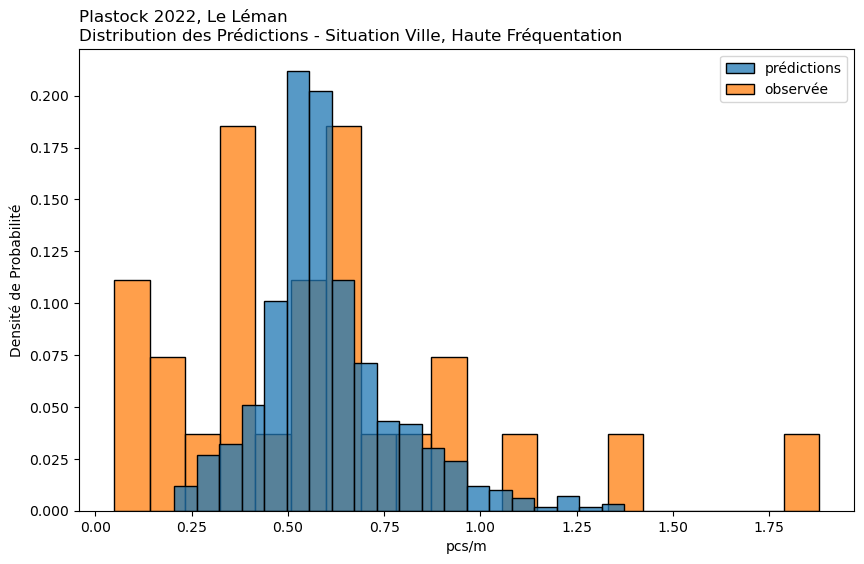 Plastock 2022, Le Léman
Distribution des Prédictions - Situation Ville, Haute Fréquentation
prédictions
observée
Densité de Probabilité
0.200
0.175
0.150
0.125
0.100
0.075
0.050
0.025
0.000
0.00 0.25 0.50 0.75 1.00 1.25 1.50 1.75
pcs/m